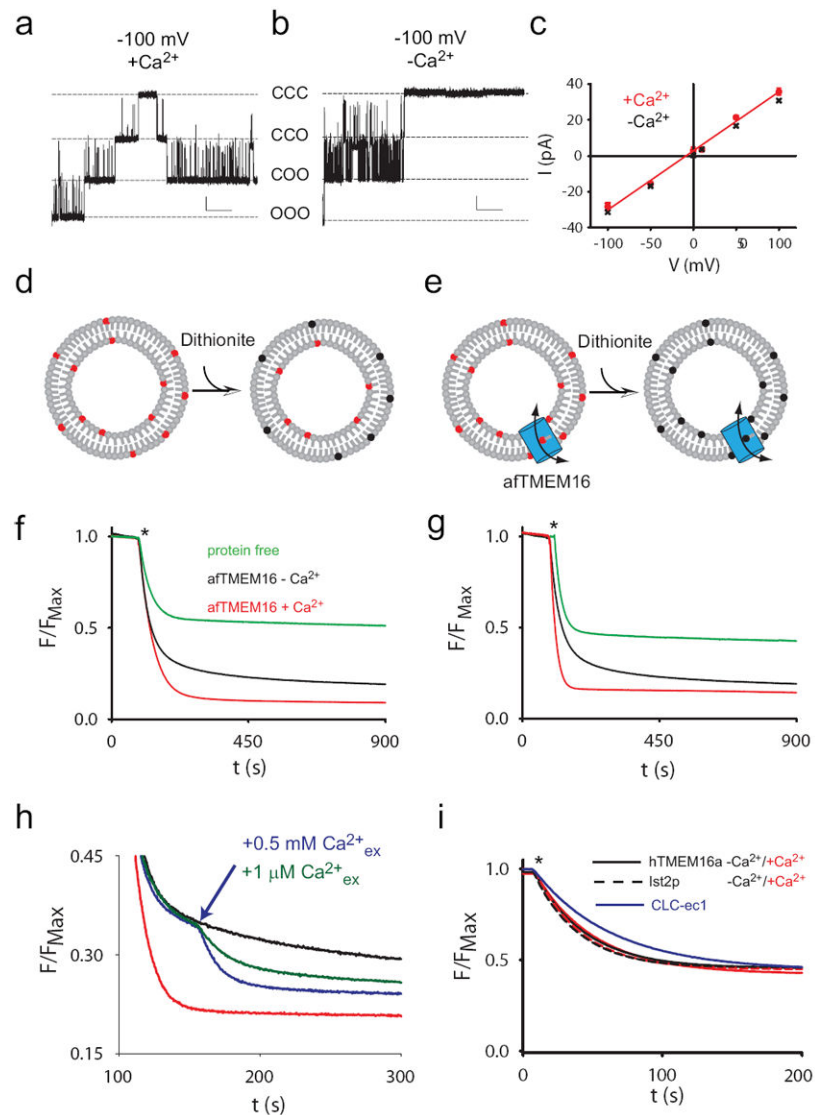 a
-100 mV
+Ca²⁺
b
-100 mV
-Ca²⁺
CCC
CCO
COO
OOO
c
+Ca²⁺
-Ca²⁺
I (pA)
40
20
0
-20
-40
-100
-50
0
50
100
V (mV)
d
Dithionite
e
Dithionite
afTMEM16
f
*
protein free
afTMEM16 - Ca²⁺
afTMEM16 + Ca²⁺
F/F_Max
1.0
0.5
0.0
0
450
900
t (s)
g
*
F/F_Max
1.0
0.5
0.0
0
450
900
t (s)
h
+0.5 mM Ca²⁺ex
+1 μM Ca²⁺ex
F/F_Max
0.45
0.30
0.15
100
200
300
t (s)
i
*
hTMEM16a -Ca²⁺/+Ca²⁺
Ist2p -Ca²⁺/+Ca²⁺
CLC-ec1
F/F_Max
1.0
0.5
0.0
0
100
200
t (s)